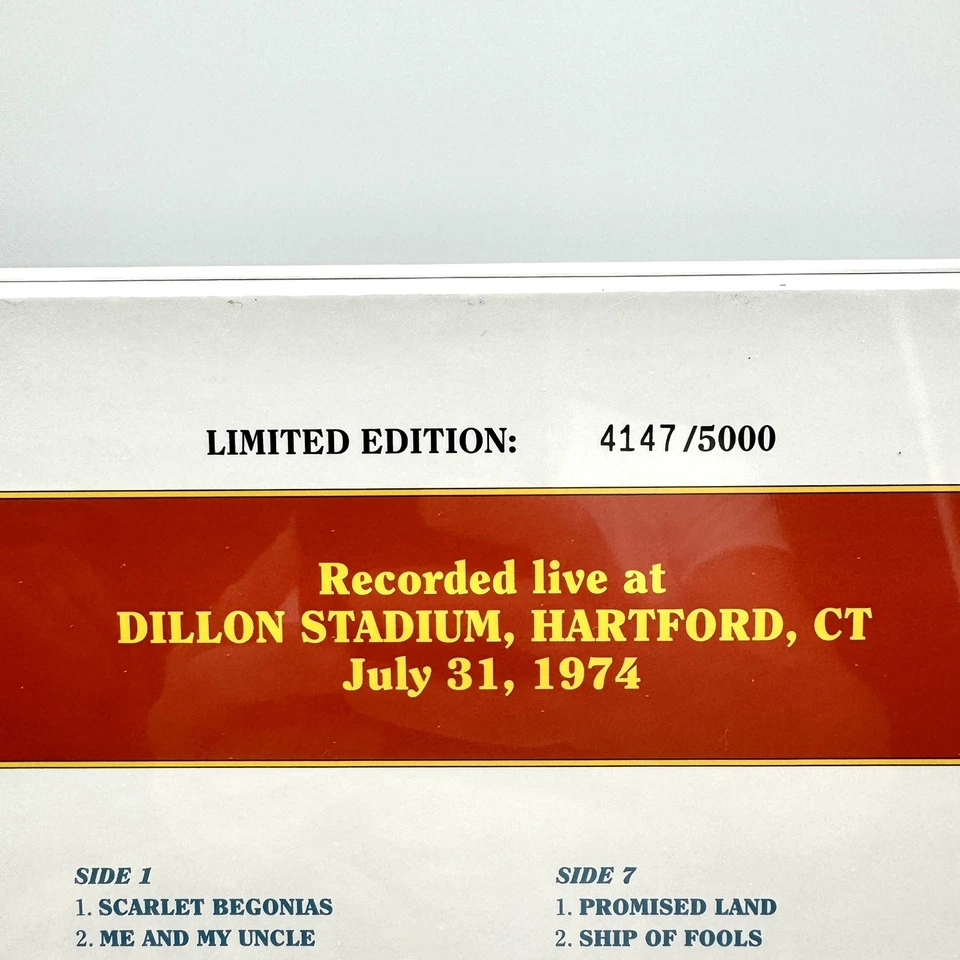 LIMITED EDITION: 4147/5000
Recorded live at
DILLON STADIUM, HARTFORD, CT
July 31, 1974
SIDE 1
1. SCARLET BEGONIAS
2. ME AND MY UNCLE
SIDE 7
1. PROMISED LAND
2. SHIP OF FOOLS